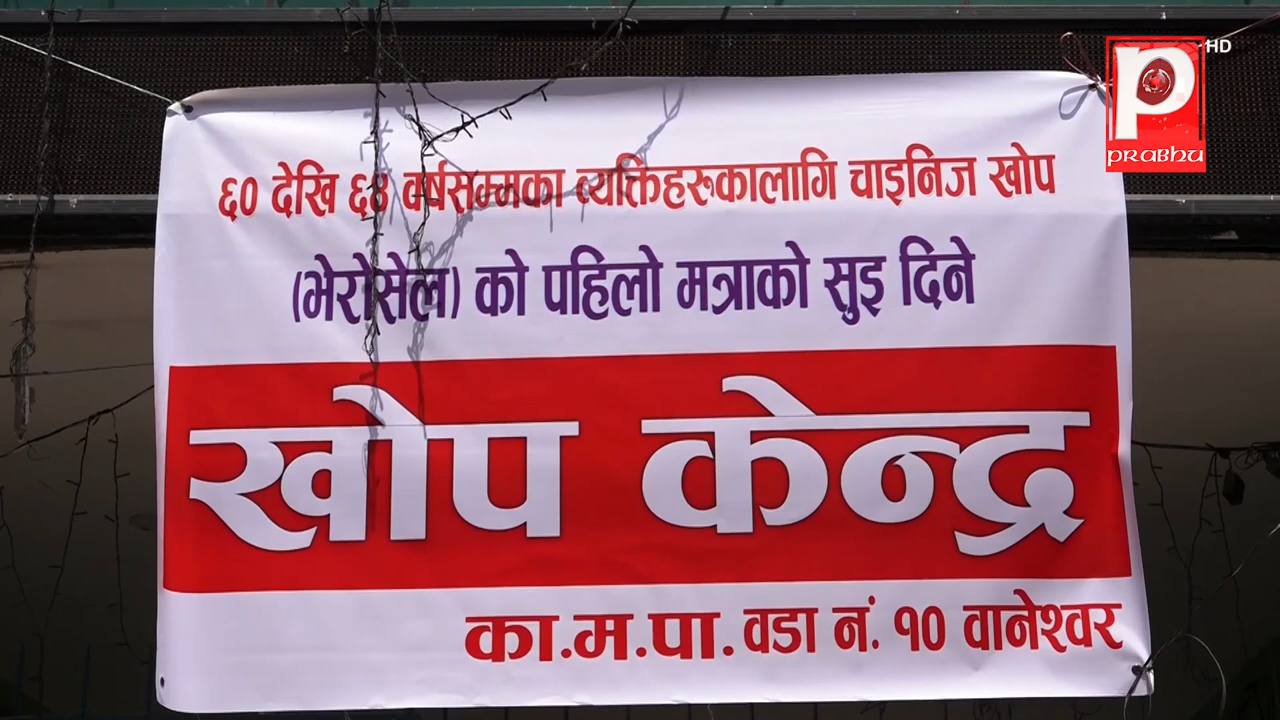 ६० देखि ६४ वर्षसम्मका व्यक्तिहरुकालागि चाइनिज खोप
(भेरोसेल) को पहिलो मत्राको सुइ दिने
खोप केन्द्र
का.म.पा. वडा नं. १० वानेश्वर
P HD
PRABHU